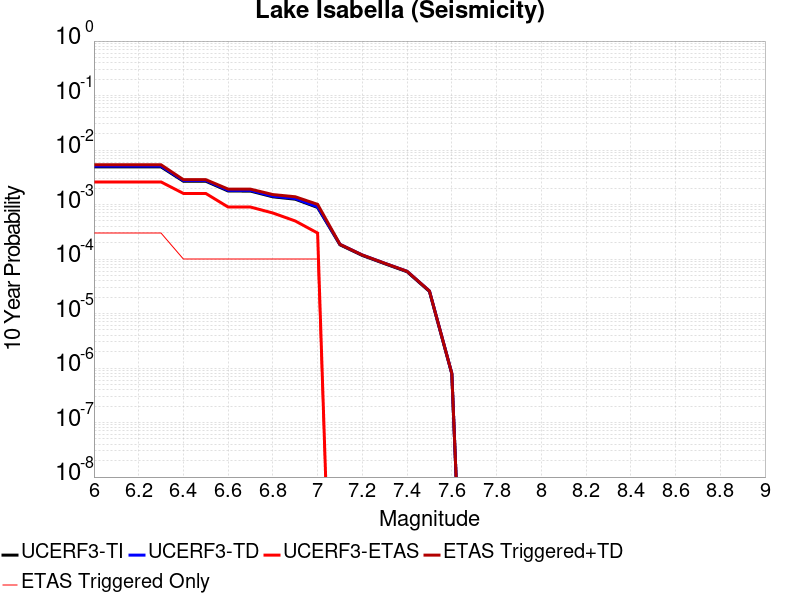 Lake Isabella (Seismicity)
10^0
10^-1
10^-2
10^-3
10^-4
10^-5
10^-6
10^-7
10^-8
10 Year Probability
6 6.2 6.4 6.6 6.8 7 7.2 7.4 7.6 7.8 8 8.2 8.4 8.6 8.8 9
Magnitude
UCERF3-TI UCERF3-TD UCERF3-ETAS ETAS Triggered+TD
ETAS Triggered Only